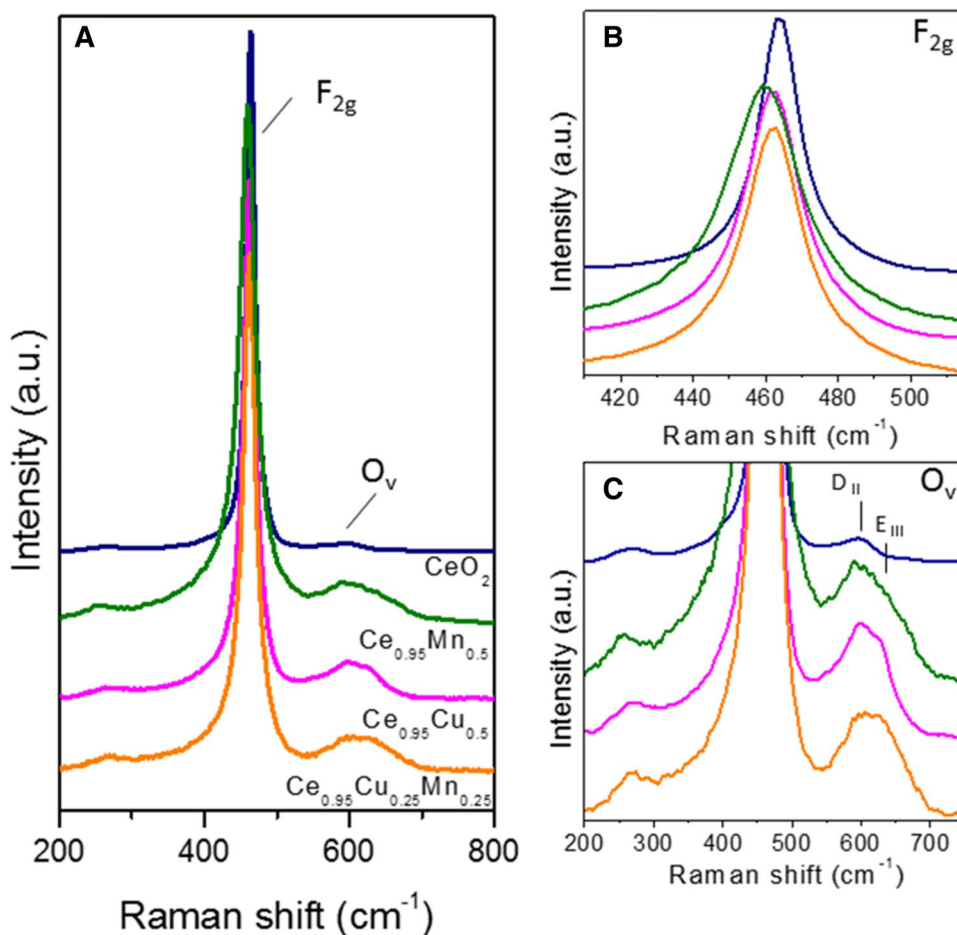 A
F2g
Ov
CeO2
Ce0.95Mn0.5
Ce0.95Cu0.5
Ce0.95Cu0.25Mn0.25
200 400 600 800
Raman shift (cm-1)
Intensity (a.u.)
B
F2g
420 440 460 480 500
Raman shift (cm-1)
Intensity (a.u.)
C
DII
EIII
Ov
200 300 400 500 600 700
Raman shift (cm-1)
Intensity (a.u.)